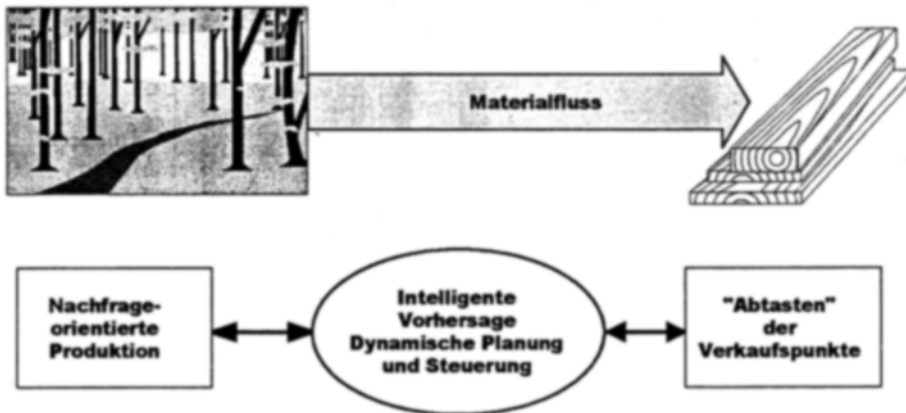 Materialfluss
Nachfrage-
orientierte
Produktion
Intelligente
Vorhersage
Dynamische Planung
und Steuerung
"Abtasten"
der
Verkaufspunkte